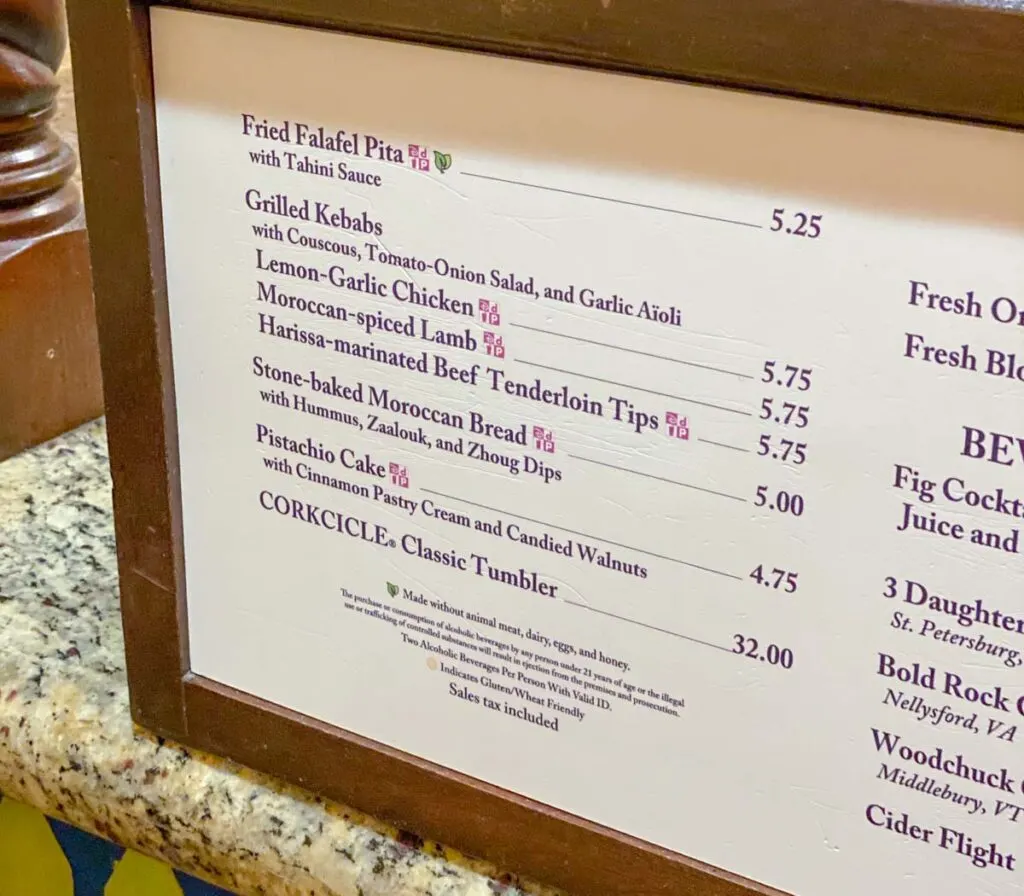 Fried Falafel Pita
with Tahini Sauce
5.25
Grilled Kebabs
with Couscous, Tomato-Onion Salad, and Garlic Aïoli
Lemon-Garlic Chicken 5.75
Moroccan-spiced Lamb 5.75
Harissa-marinated Beef Tenderloin Tips 5.75
Stone-baked Moroccan Bread 5.00
with Hummus, Zaalouk, and Zhoug Dips
Pistachio Cake 4.75
with Cinnamon Pastry Cream and Candied Walnuts
CORKCICLE® Classic Tumbler 32.00
Made without animal meat, dairy, eggs, and honey.
The purchase or consumption of alcoholic beverages by any person under 21 years of age or the illegal
use or trafficking of controlled substances will result in ejection from the premises and prosecution.
Two Alcoholic Beverages Per Person With Valid ID.
Indicates Gluten/Wheat Friendly
Sales tax included
Fresh
Fresh
Fig
Juice and
3
St. Petersburg,
Bold Rock
Nellysford, VA
Woodchuck
Middlebury, VT
Cider Flight